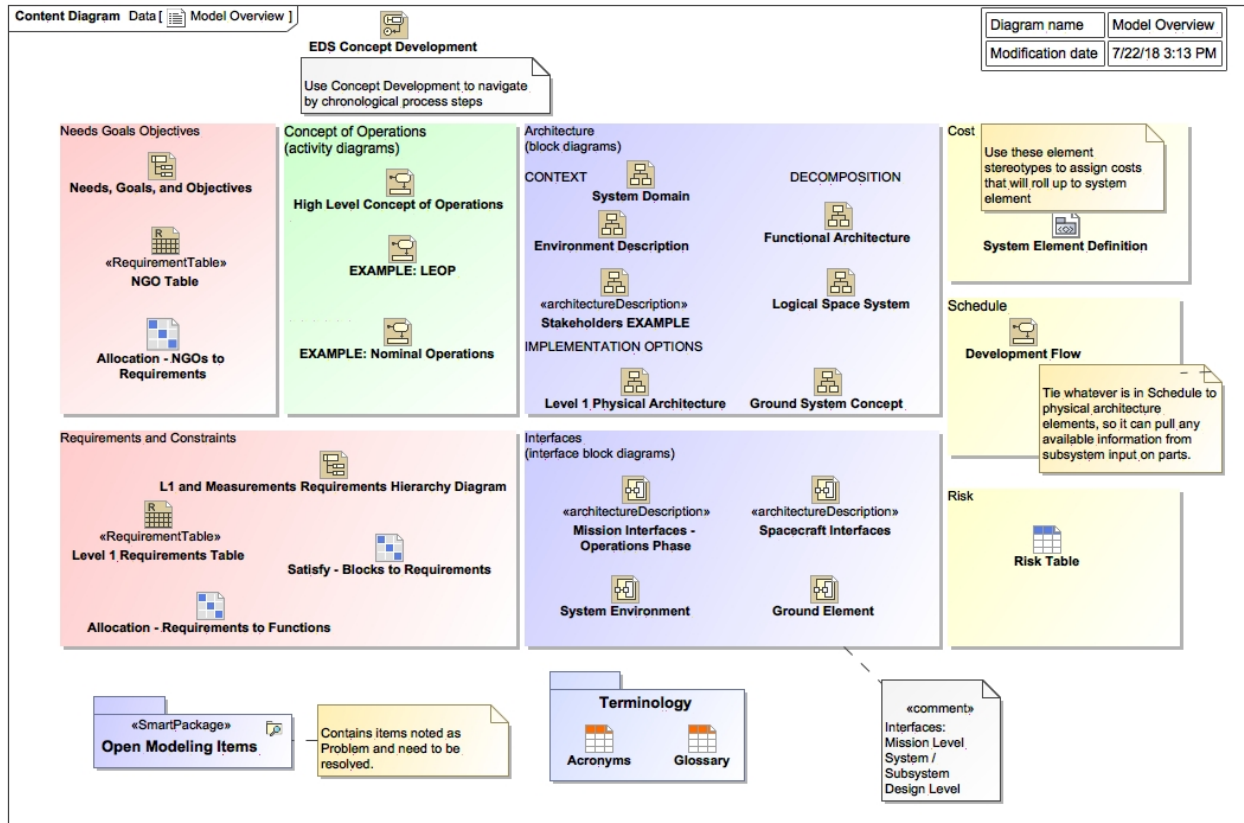 Content Diagram Data [ Model Overview ]
EDS Concept Development
Use Concept Development to navigate
by chronological process steps
Diagram name Model Overview
Modification date 7/22/18 3:13 PM
Needs Goals Objectives
Needs, Goals, and Objectives
R
«RequirementTable»
NGO Table
Allocation - NGOs to
Requirements
Concept of Operations
(activity diagrams)
High Level Concept of Operations
EXAMPLE: LEOP
EXAMPLE: Nominal Operations
Architecture
(block diagrams)
CONTEXT
System Domain
Environment Description
«architectureDescription»
Stakeholders EXAMPLE
DECOMPOSITION
Functional Architecture
Logical Space System
IMPLEMENTATION OPTIONS
Level 1 Physical Architecture
Ground System Concept
Cost
Use these element
stereotypes to assign costs
that will roll up to system
element
System Element Definition
Schedule
Development Flow
Tie whatever is in Schedule to
physical architecture
elements, so it can pull any
available information from
subsystem input on parts.
Requirements and Constraints
L1 and Measurements Requirements Hierarchy Diagram
R
«RequirementTable»
Level 1 Requirements Table
Satisfy - Blocks to Requirements
Allocation - Requirements to Functions
Interfaces
(interface block diagrams)
«architectureDescription»
Mission Interfaces -
Operations Phase
«architectureDescription»
Spacecraft Interfaces
System Environment
Ground Element
Risk
Risk Table
«SmartPackage»
Open Modeling Items
Contains items noted as
Problem and need to be
resolved.
Terminology
Acronyms
Glossary
«comment»
Interfaces:
Mission Level
System /
Subsystem
Design Level